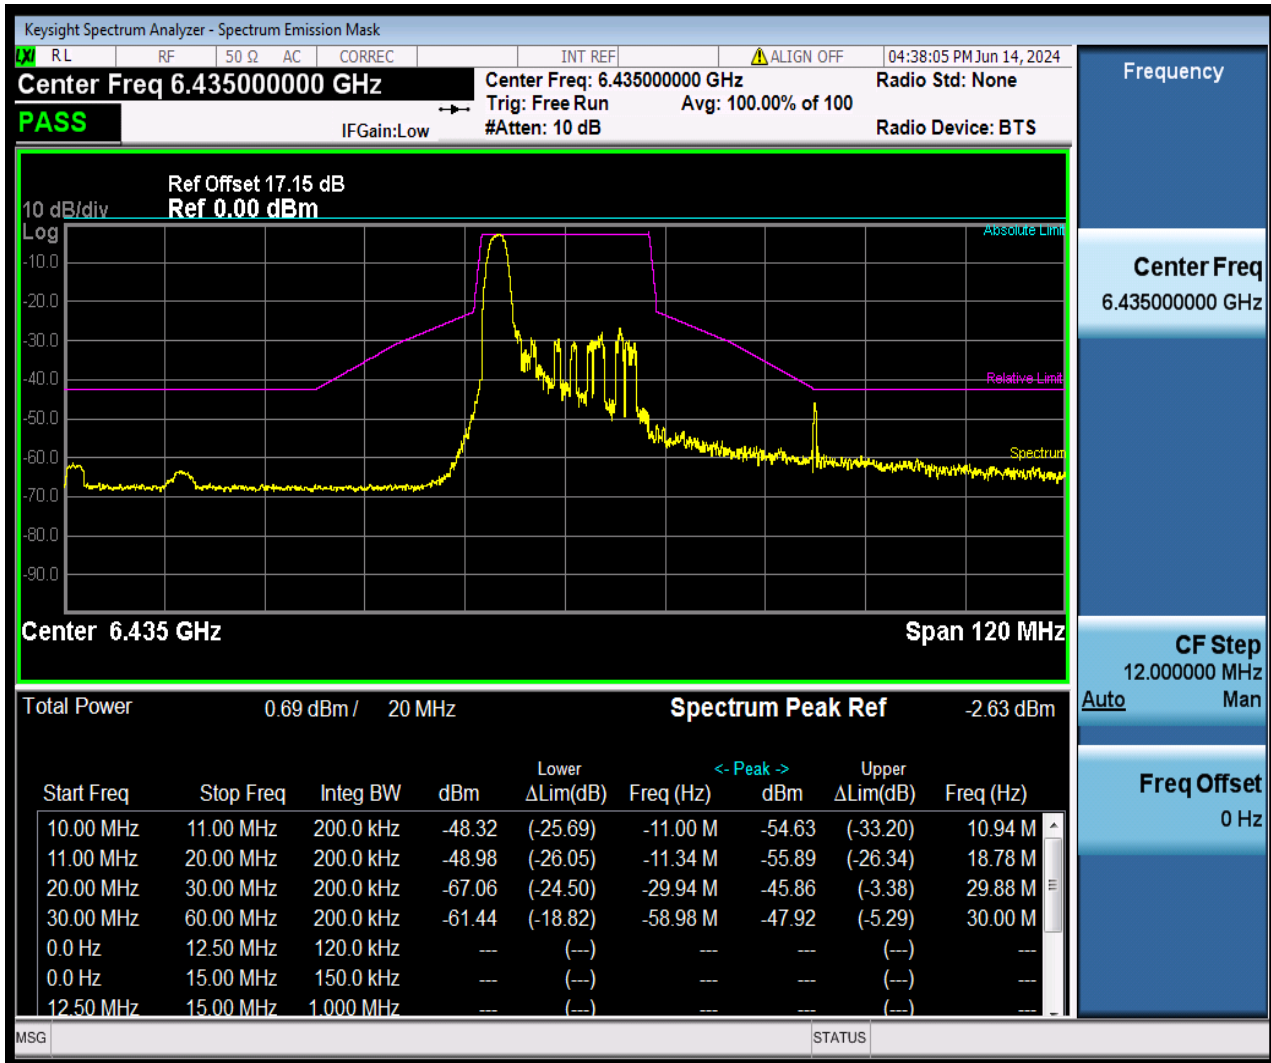 Keysight Spectrum Analyzer - Spectrum Emission Mask
LXI RL RF 50 Ω AC CORREC INT REF ALIGN OFF 04:38:05 PM Jun 14, 2024
Center Freq 6.435000000 GHz
Center Freq: 6.435000000 GHz Radio Std: None
Trig: Free Run Avg: 100.00% of 100
PASS IFGain:Low #Atten: 10 dB Radio Device: BTS
Ref Offset 17.15 dB
10 dB/div Ref 0.00 dBm
Log
Absolute Limit
-10.0
-20.0
-30.0
-40.0
Relative Limit
-50.0
-60.0
Spectrum
-70.0
-80.0
-90.0
Center 6.435 GHz Span 120 MHz
Total Power 0.69 dBm / 20 MHz Spectrum Peak Ref -2.63 dBm
Lower <- Peak -> Upper
Start Freq Stop Freq Integ BW dBm ΔLim(dB) Freq (Hz) dBm ΔLim(dB) Freq (Hz)
10.00 MHz 11.00 MHz 200.0 kHz -48.32 (-25.69) -11.00 M -54.63 (-33.20) 10.94 M
11.00 MHz 20.00 MHz 200.0 kHz -48.98 (-26.05) -11.34 M -55.89 (-26.34) 18.78 M
20.00 MHz 30.00 MHz 200.0 kHz -67.06 (-24.50) -29.94 M -45.86 (-3.38) 29.88 M
30.00 MHz 60.00 MHz 200.0 kHz -61.44 (-18.82) -58.98 M -47.92 (-5.29) 30.00 M
0.0 Hz 12.50 MHz 120.0 kHz --- (---) --- --- (---) ---
0.0 Hz 15.00 MHz 150.0 kHz --- (---) --- --- (---) ---
12.50 MHz 15.00 MHz 1.000 MHz --- (---) --- --- (---) ---
MSG STATUS
Frequency
Center Freq
6.435000000 GHz
CF Step
12.000000 MHz
Auto Man
Freq Offset
0 Hz